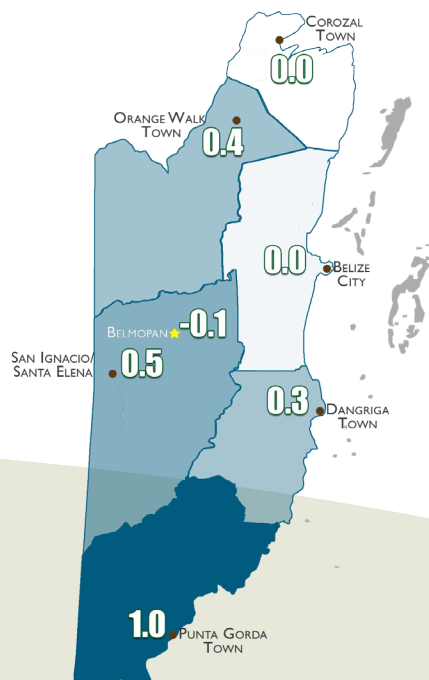 COROZAL
TOWN
0.0
ORANGE WALK
TOWN
0.4
0.0
BELIZE
CITY
BELMOPAN
-0.1
SAN IGNACIO/
SANTA ELENA
0.5
0.3
DANGRIGA
TOWN
1.0
PUNTA GORDA
TOWN